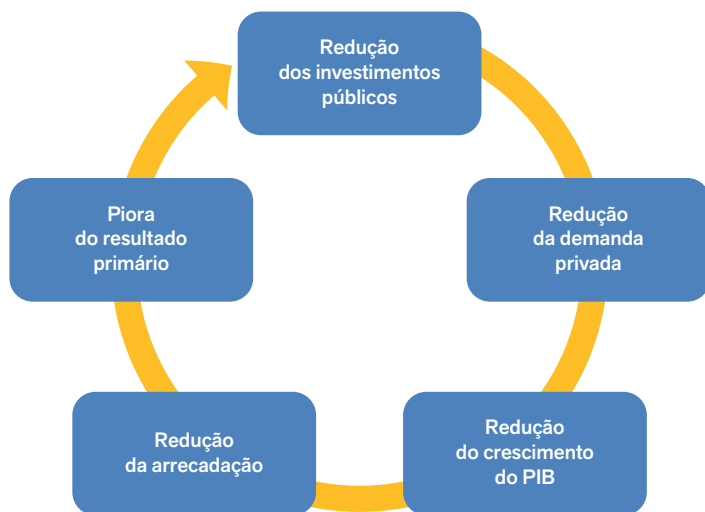 Redução
dos investimentos
públicos
Redução
da demanda
privada
Redução
do crescimento
do PIB
Redução
da arrecadação
Piora
do resultado
primário